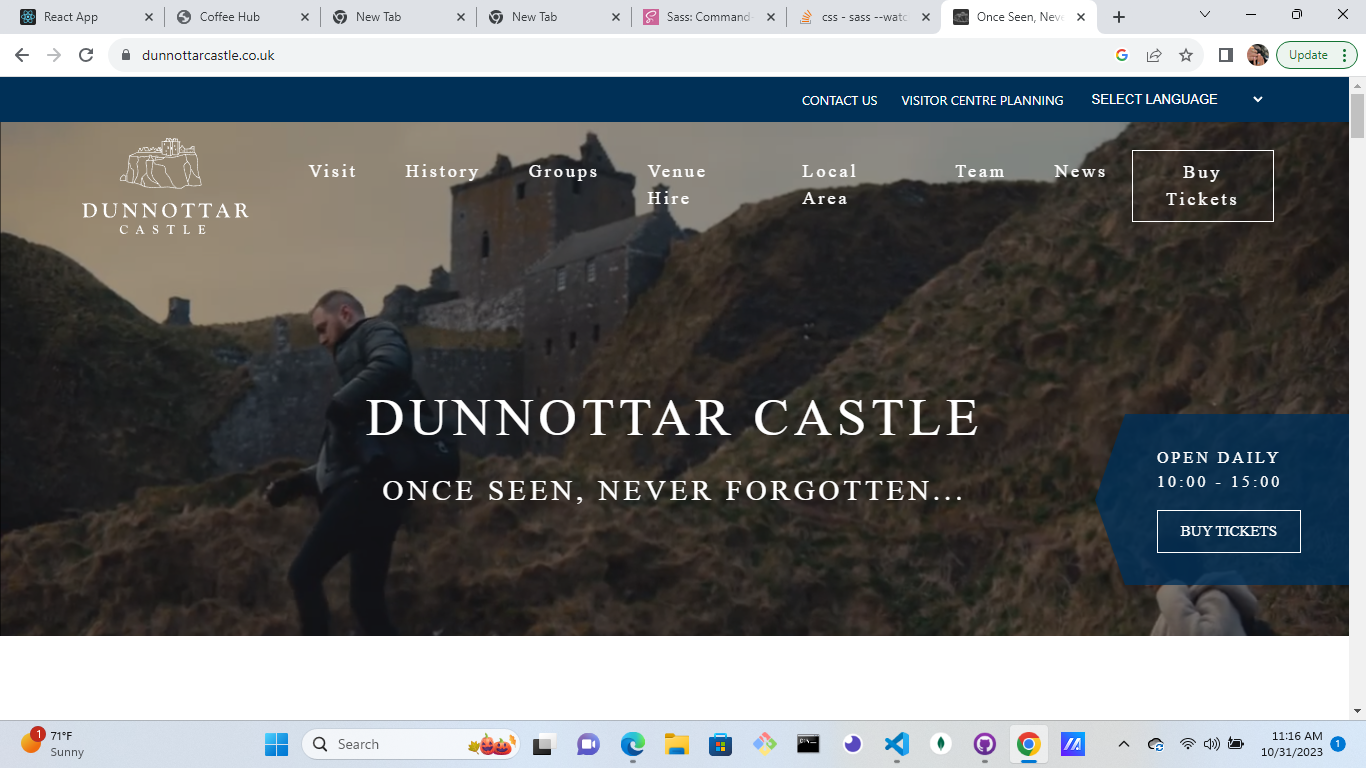 React App
Coffee Hub
New Tab
New Tab
Sass: Command-
css - sass --watc
Once Seen, Neve
dunnottarcastle.co.uk
Update
CONTACT US
VISITOR CENTRE PLANNING
SELECT LANGUAGE
DUNNOTTAR
CASTLE
Visit
History
Groups
Venue
Hire
Local
Area
Team
News
Buy
Tickets
DUNNOTTAR CASTLE
ONCE SEEN, NEVER FORGOTTEN...
OPEN DAILY
10:00 - 15:00
BUY TICKETS
1
71°F
Sunny
Search
11:16 AM
10/31/2023
1